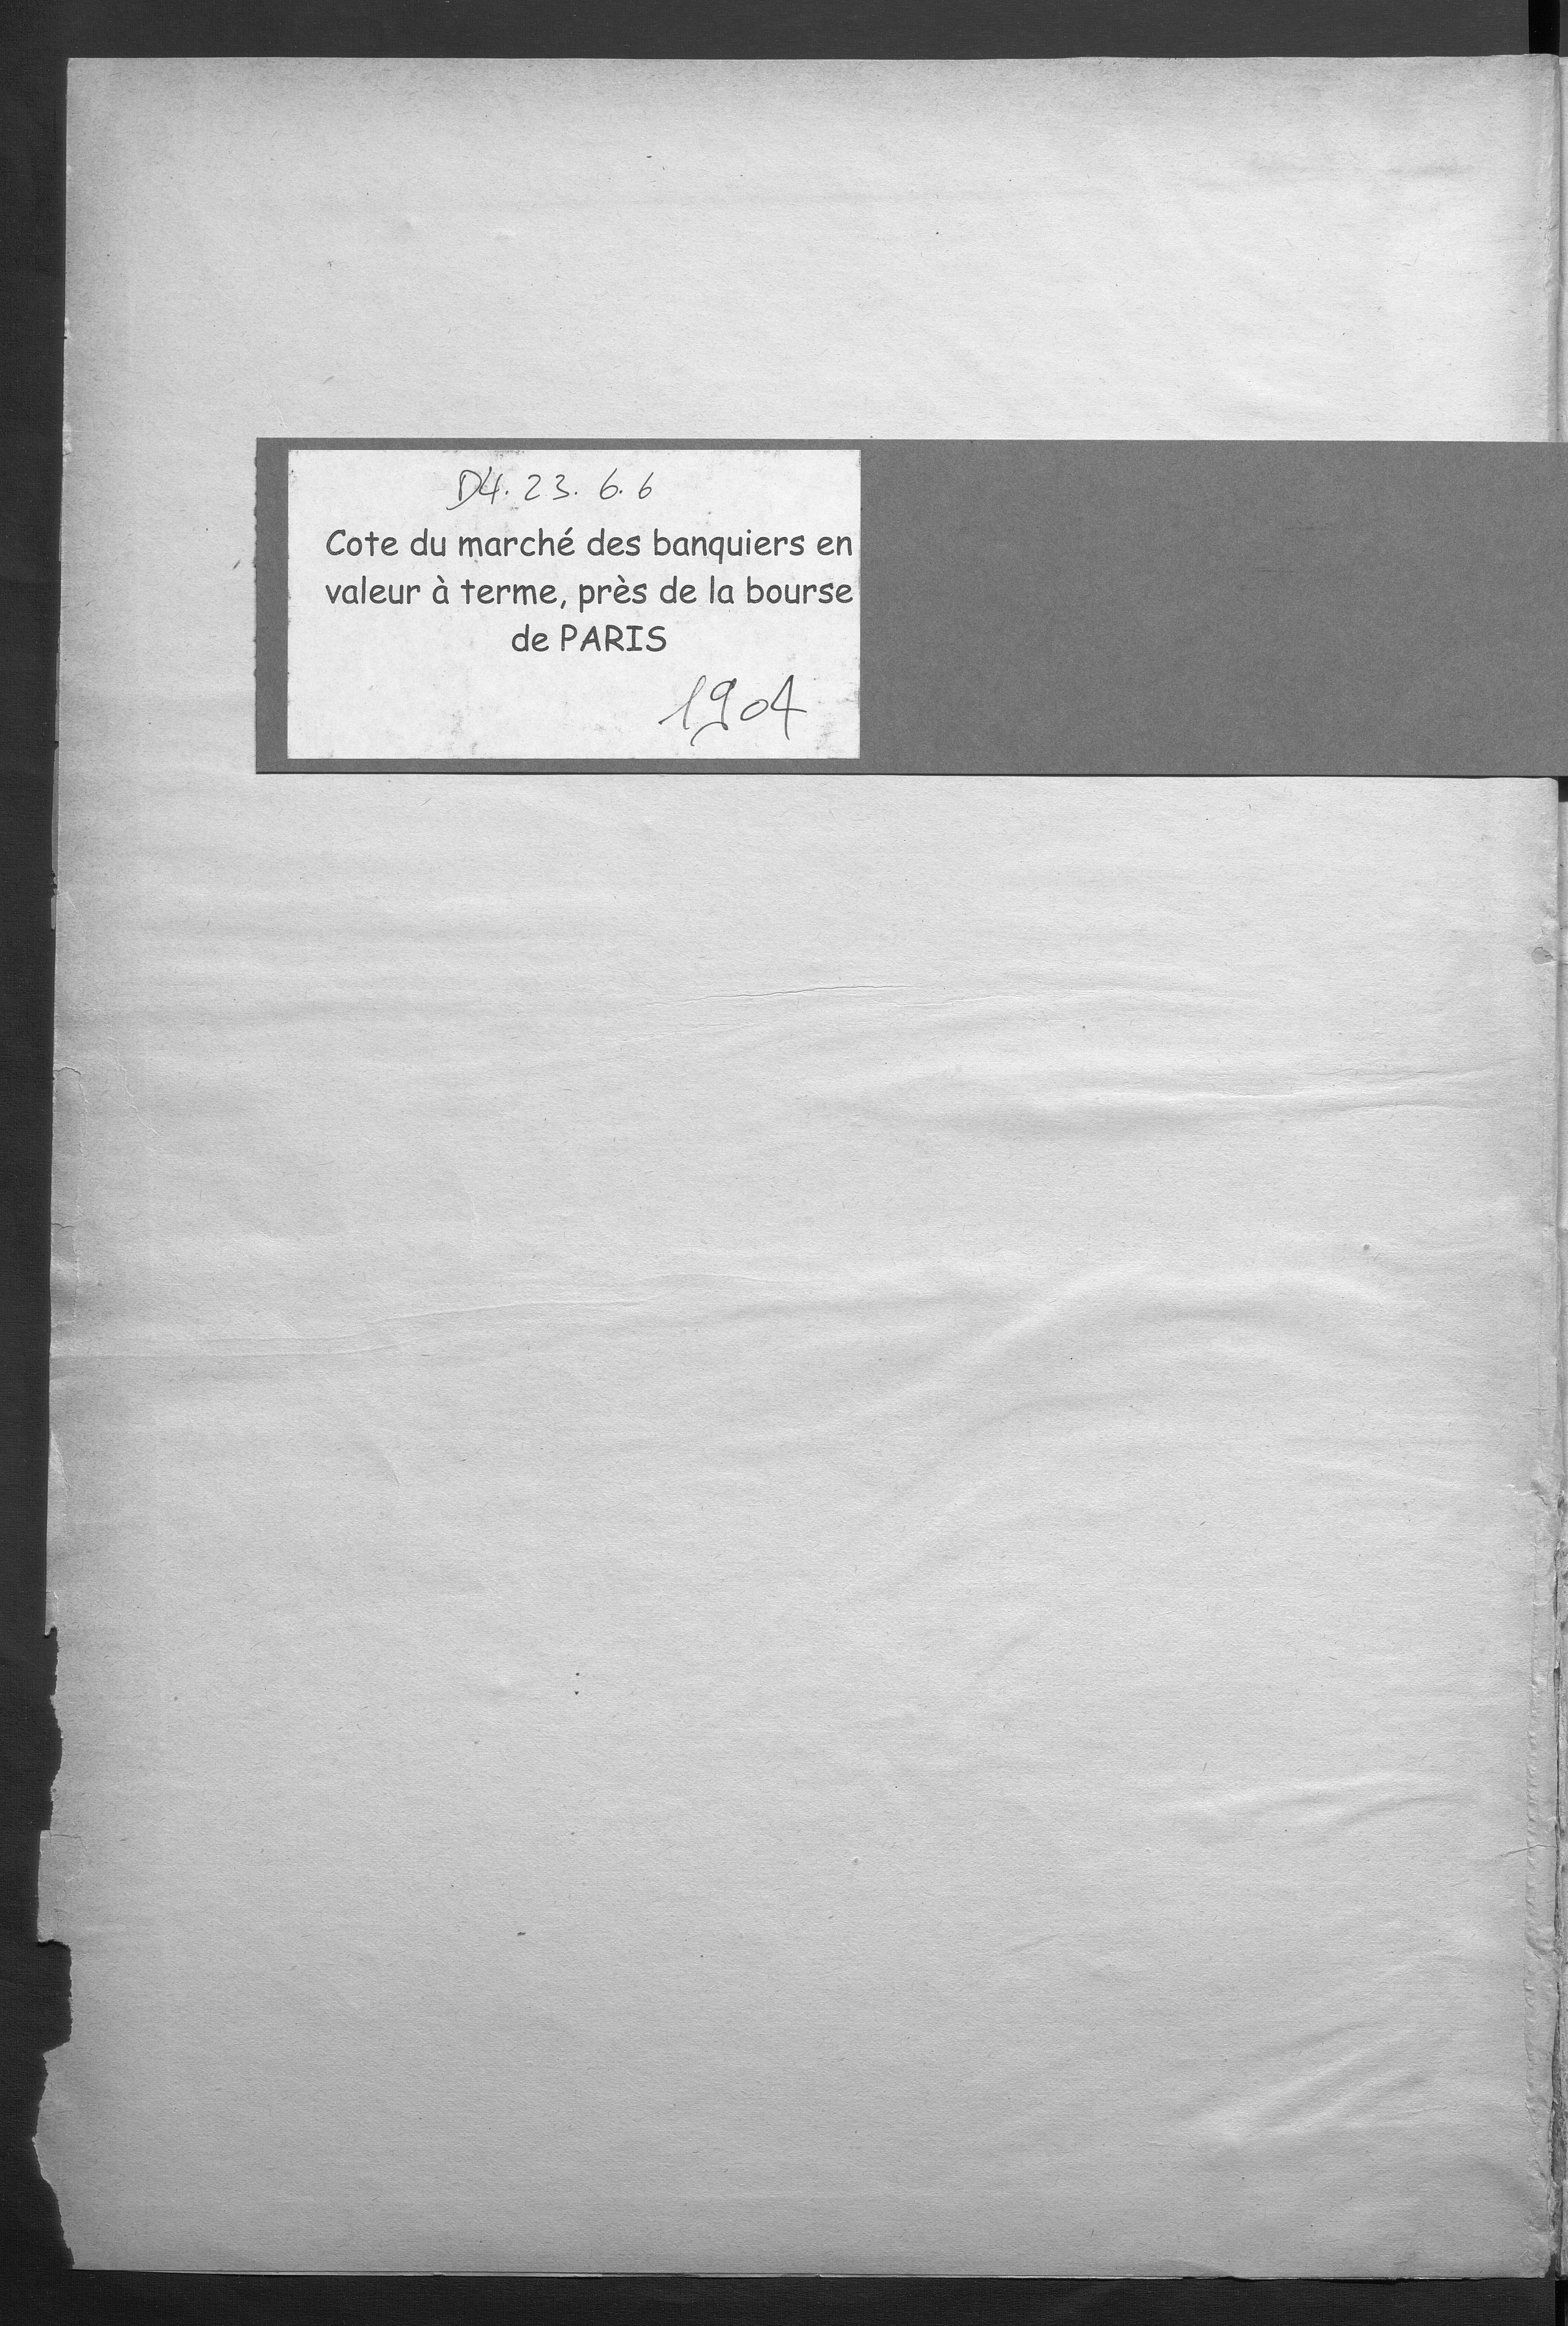 D4. 23. 6. 6
Cote du marché des banquiers en
valeur à terme, près de la bourse
de PARIS
1904